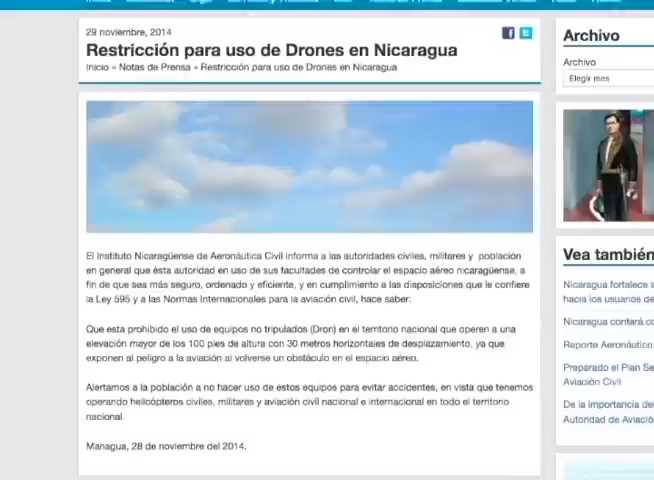 29 noviembre, 2014
Restricción para uso de Drones en Nicaragua
Inicio » Notas de Prensa » Restricción para uso de Drones en Nicaragua
El Instituto Nicaragüense de Aeronáutica Civil informa a las autoridades civiles, militares y población
en general que ésta autoridad en uso de sus facultades de controlar el espacio aéreo nicaragüense, a
fin de que sea más seguro, ordenado y eficiente, y en cumplimiento a las disposiciones que le confiere
la Ley 595 y a las Normas Internacionales para la aviación civil, hace saber:
Que esta prohibido el uso de equipos no tripulados (Dron) en el territorio nacional que operen a una
elevación mayor de los 100 pies de altura con 30 metros horizontales de desplazamiento, ya que
exponen al peligro a la aviación al volverse un obstáculo en el espacio aéreo.
Alertamos a la población a no hacer uso de estos equipos para evitar accidentes, en vista que tenemos
operando helicópteros civiles, militares y aviación civil nacional e internacional en todo el territorio
nacional.
Managua, 28 de noviembre del 2014.
Archivo
Archivo
Elegir mes
Vea también
Nicaragua fortalece
hacia los usuarios de
Nicaragua contará
Reporte Aeronáutico
Preparado el Plan
Aviación Civil
De la importancia
Autoridad de